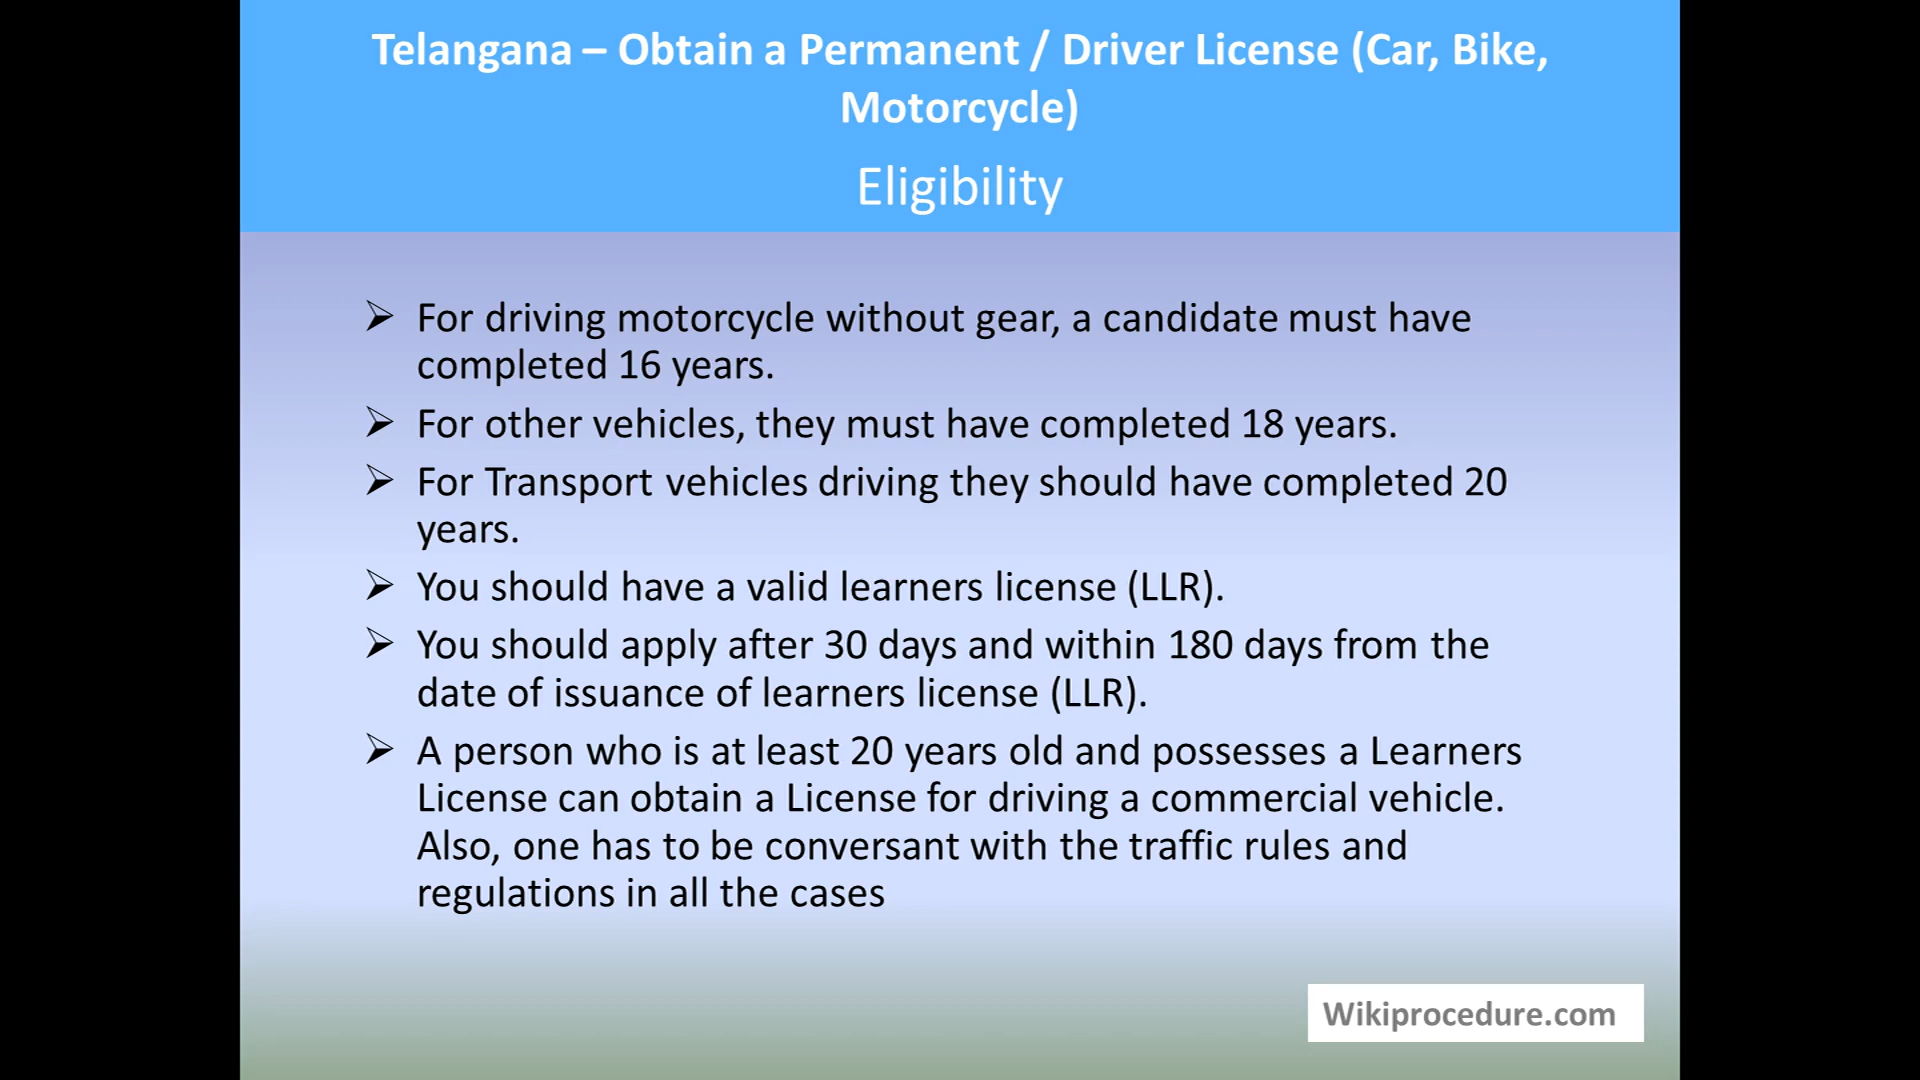 Telangana – Obtain a Permanent / Driver License (Car, Bike,
Motorcycle)
Eligibility
➢ For driving motorcycle without gear, a candidate must have
completed 16 years.
➢ For other vehicles, they must have completed 18 years.
➢ For Transport vehicles driving they should have completed 20
years.
➢ You should have a valid learners license (LLR).
➢ You should apply after 30 days and within 180 days from the
date of issuance of learners license (LLR).
➢ A person who is at least 20 years old and possesses a Learners
License can obtain a License for driving a commercial vehicle.
Also, one has to be conversant with the traffic rules and
regulations in all the cases
Wikiprocedure.com